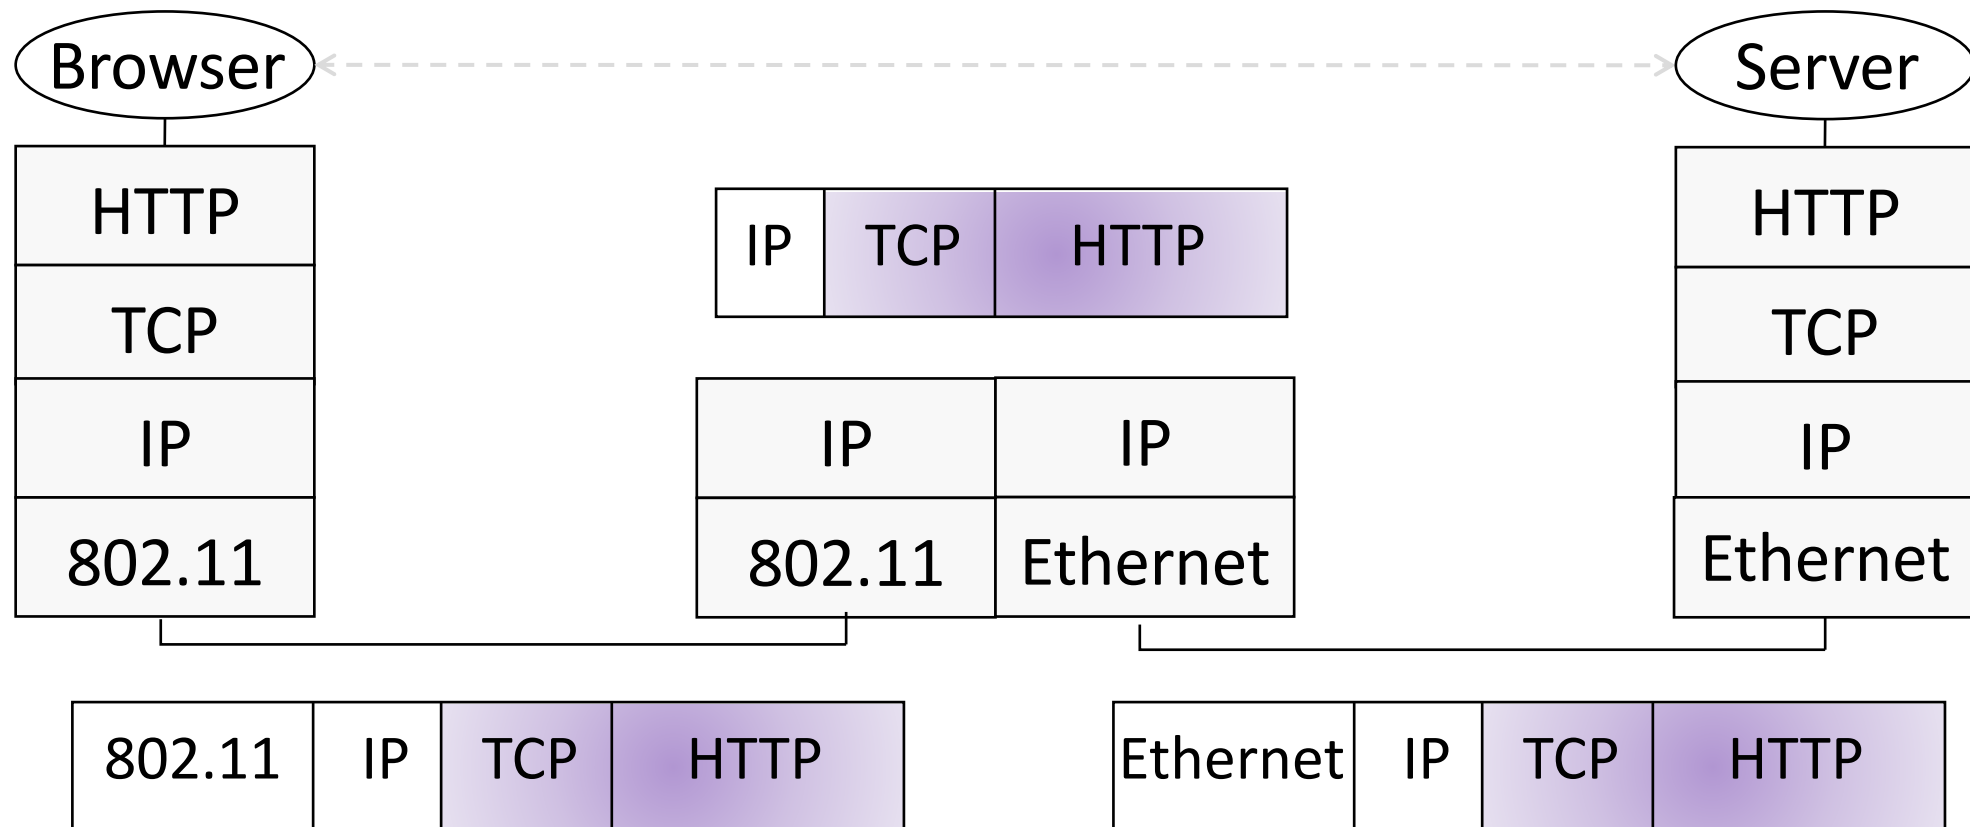 Browser
Server
HTTP
HTTP
IP TCP HTTP
TCP
TCP
IP
IP IP
IP
802.11
802.11 Ethernet
Ethernet
802.11 IP TCP HTTP
Ethernet IP TCP HTTP